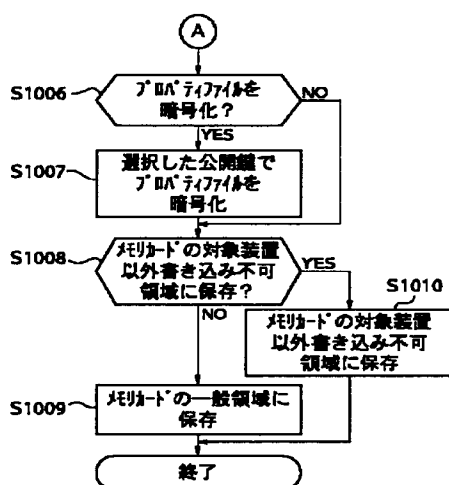 A
S1006
ﾌﾟﾛﾊﾟﾃｨﾌｧｲﾙを
暗号化？
NO
YES
S1007
選択した公開鍵で
ﾌﾟﾛﾊﾟﾃｨﾌｧｲﾙを
暗号化
S1008
ﾒﾓﾘｶｰﾄﾞの対象装置
以外書き込み不可
領域に保存？
YES
NO
S1010
ﾒﾓﾘｶｰﾄﾞの対象装置
以外書き込み不可
領域に保存
S1009
ﾒﾓﾘｶｰﾄﾞの一般領域に
保存
終了